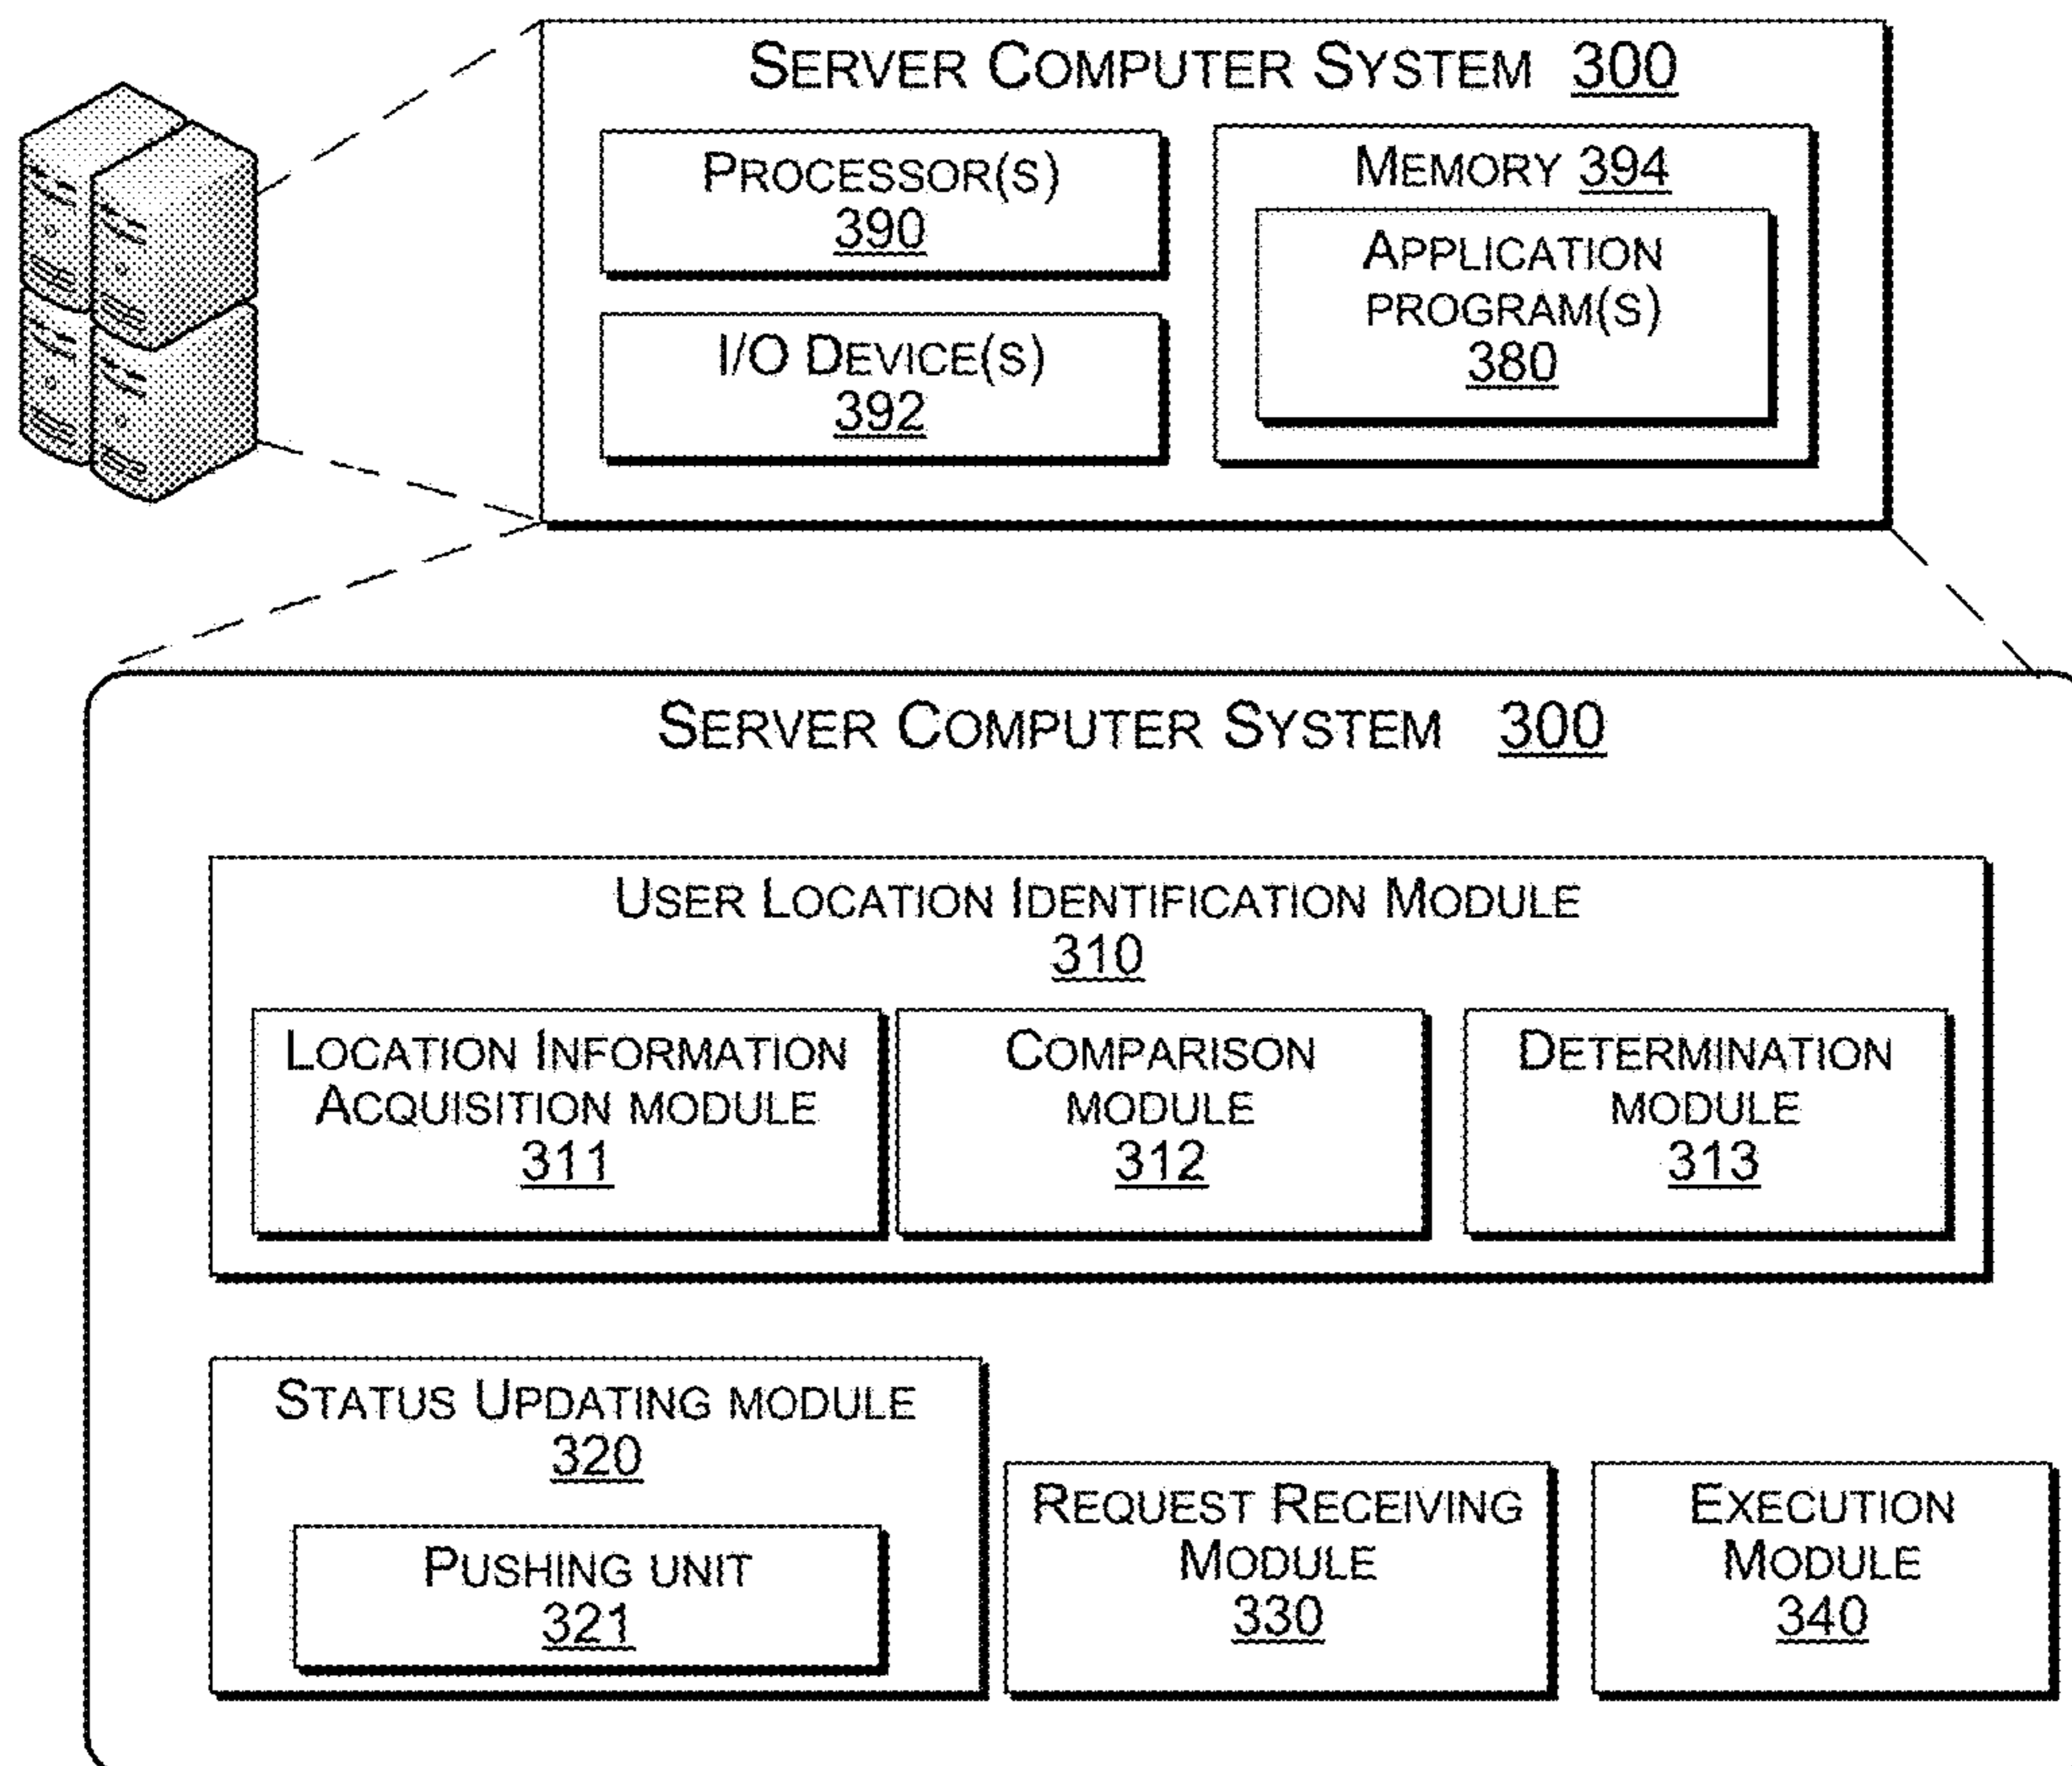 SERVER COMPUTER SYSTEM 300
PROCESSOR(S)
390
I/O DEVICE(S)
392
MEMORY 394
APPLICATION
PROGRAM(S)
380
SERVER COMPUTER SYSTEM 300
USER LOCATION IDENTIFICATION MODULE
310
LOCATION INFORMATION
ACQUISITION MODULE
311
COMPARISON
MODULE
312
DETERMINATION
MODULE
313
STATUS UPDATING MODULE
320
PUSHING UNIT
321
REQUEST RECEIVING
MODULE
330
EXECUTION
MODULE
340